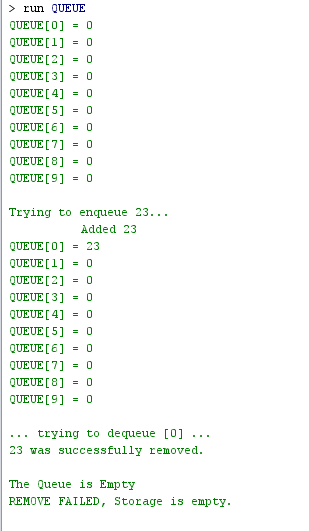 > run QUEUE
QUEUE[0] = 0
QUEUE[1] = 0
QUEUE[2] = 0
QUEUE[3] = 0
QUEUE[4] = 0
QUEUE[5] = 0
QUEUE[6] = 0
QUEUE[7] = 0
QUEUE[8] = 0
QUEUE[9] = 0
Trying to enqueue 23...
Added 23
QUEUE[0] = 23
QUEUE[1] = 0
QUEUE[2] = 0
QUEUE[3] = 0
QUEUE[4] = 0
QUEUE[5] = 0
QUEUE[6] = 0
QUEUE[7] = 0
QUEUE[8] = 0
QUEUE[9] = 0
... trying to dequeue [0] ...
23 was successfully removed.
The Queue is Empty
REMOVE FAILED, Storage is empty.